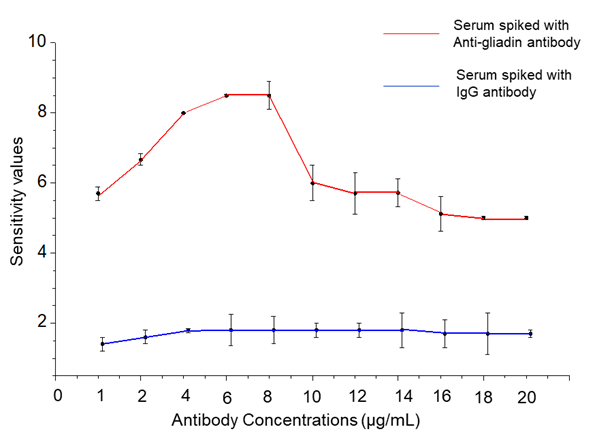 Serum spiked with
Anti-gliadin antibody
Serum spiked with
IgG antibody
10
8
6
4
2
Sensitivity values
0 1 2 4 6 8 10 12 14 16 18 20
Antibody Concentrations (µg/mL)